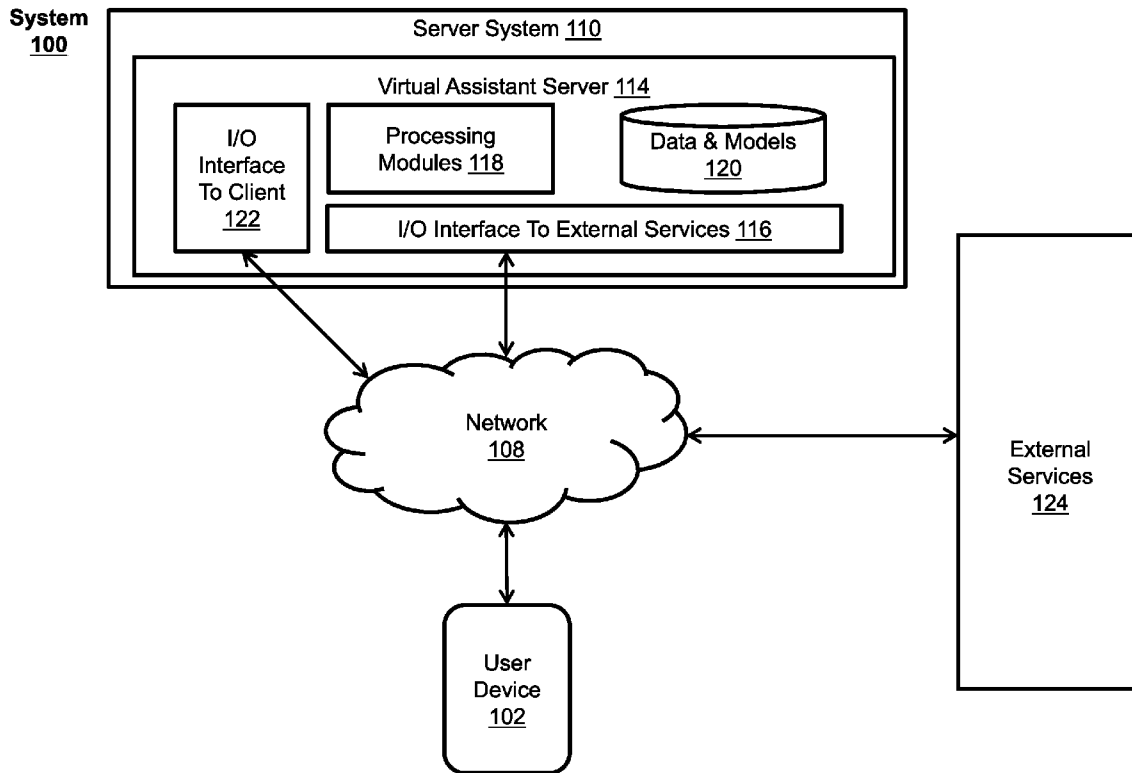 System
100
Server System 110
Virtual Assistant Server 114
I/O
Interface
To Client
122
Processing
Modules 118
Data & Models
120
I/O Interface To External Services 116
Network
108
External
Services
124
User
Device
102